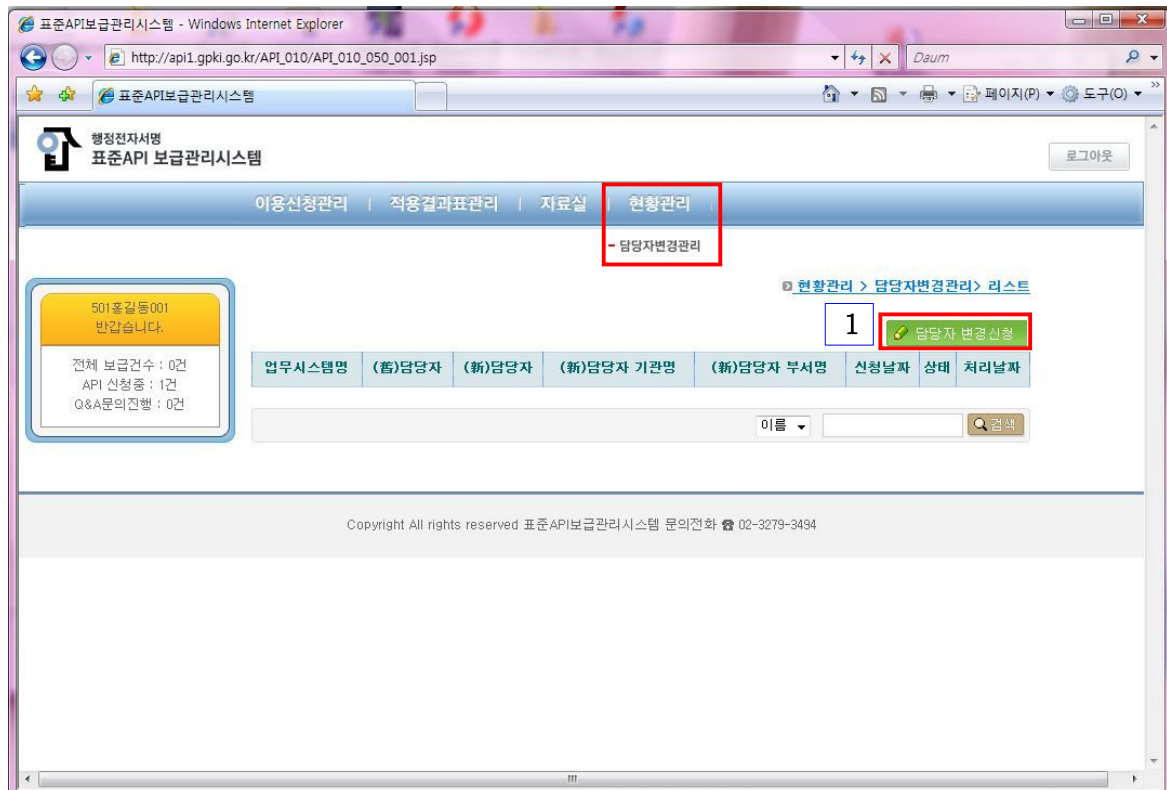 표준API보급관리시스템 - Windows Internet Explorer
http://api1.gpki.go.kr/API_010/API_010_050_001.jsp
Daum
표준API보급관리시스템
페이지(P)
도구(O)
행정전자서명
표준API 보급관리시스템
로그아웃
이용신청관리 | 적용결과표관리 | 자료실 | 현황관리 |
- 담당자변경관리
현황관리 > 담당자변경관리> 리스트
501홍길동001
반갑습니다.
1
담당자 변경신청
전체 보급건수 : 0건
API 신청중 : 1건
Q&A문의진행 : 0건
업무시스템명 (舊)담당자 (新)담당자 (新)담당자 기관명 (新)담당자 부서명 신청날짜 상태 처리날짜
이름 검색
Copyright All rights reserved 표준API보급관리시스템 문의전화 ☎ 02-3279-3494